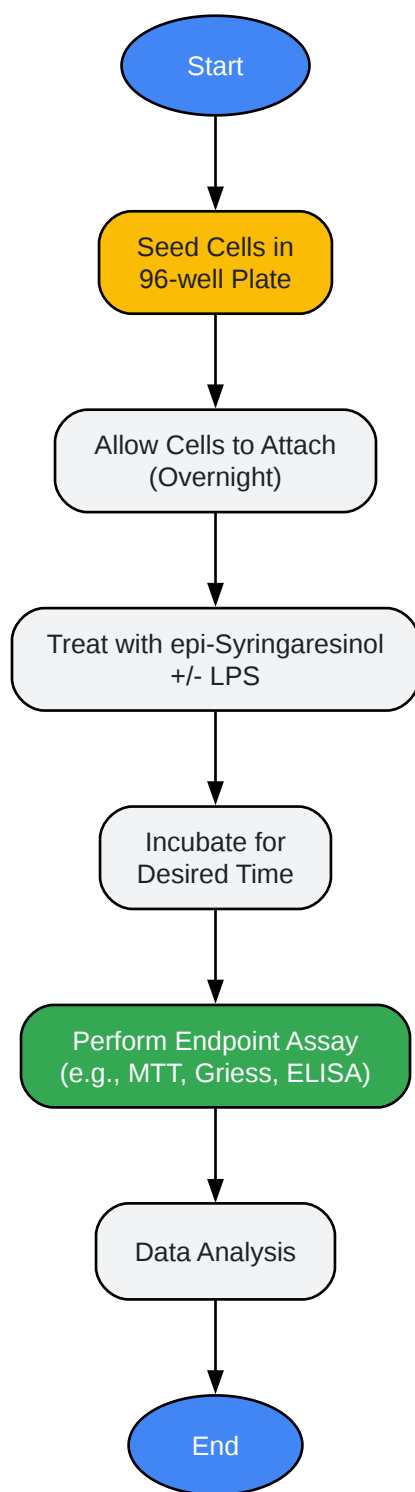 Start
Seed Cells in
96-well Plate
Allow Cells to Attach
(Overnight)
Treat with epi-Syringaresinol
+/- LPS
Incubate for
Desired Time
Perform Endpoint Assay
(e.g., MTT, Griess, ELISA)
Data Analysis
End